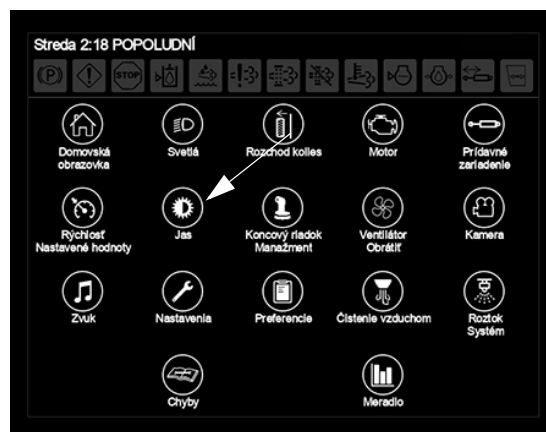 Streda 2:18 POPOLUDNÍ
(P) STOP
Domovská
obrazovka
Svetlá
Rozchod kolies
Motor
Prídavné
zariadenie
Rýchlosť
Nastavené hodnoty
Jas
Koncový riadok
Manažment
Ventilátor
Obrátiť
Kamera
Zvuk
Nastavenia
Preferencie
Čistenie vzduchom
Roztok
Systém
Chyby
Meradlo